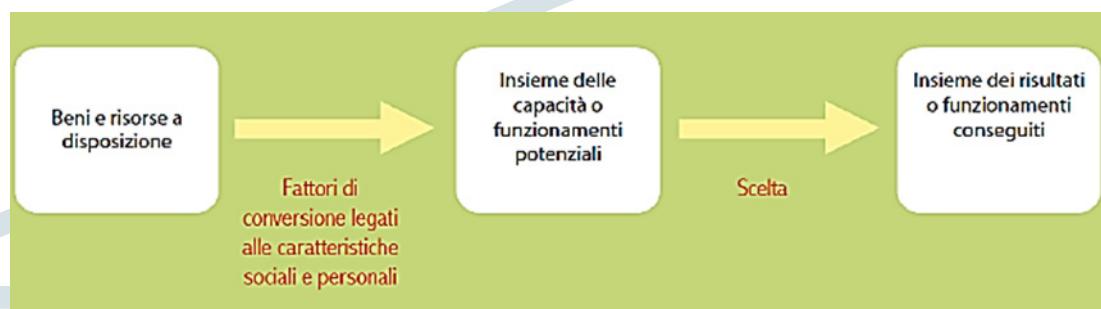 Beni e risorse a
disposizione
Fattori di
conversione legati
alle caratteristiche
sociali e personali
Insieme delle
capacità o
funzionamenti
potenziali
Scelta
Insieme dei risultati
o funzionamenti
conseguiti